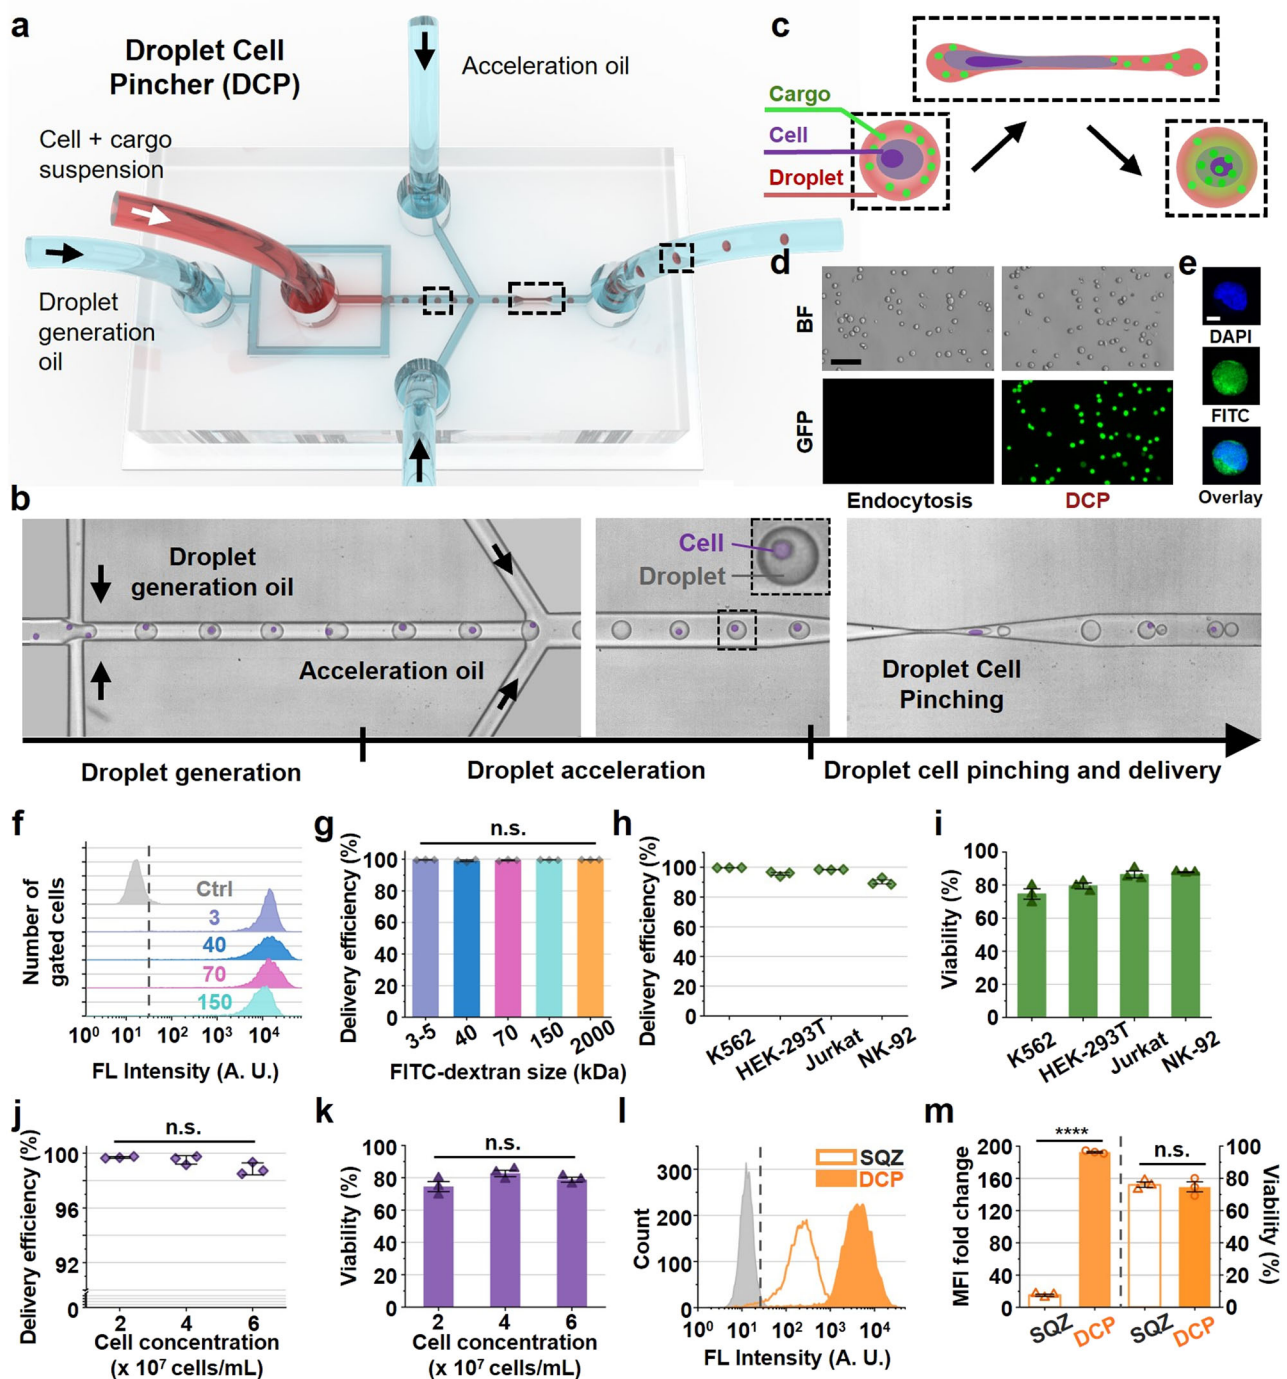 a
Droplet Cell
Pincher (DCP)
Acceleration oil
Cell + cargo
suspension
Droplet
generation
oil
c
Cargo
Cell
Droplet
d
BF
GFP
Endocytosis
DCP
e
DAPI
FITC
Overlay
b
Droplet
generation oil
Acceleration oil
Cell
Droplet
Droplet Cell
Pinching
Droplet generation
Droplet acceleration
Droplet cell pinching and delivery
f
Number of
gated cells
Ctrl
3
40
70
150
10⁰ 10¹ 10² 10³ 10⁴
FL Intensity (A. U.)
g
n.s.
Delivery efficiency (%)
100
80
60
40
20
0
3-5 40 70 150 2000
FITC-dextran size (kDa)
h
Delivery efficiency (%)
100
80
60
40
20
0
K562 HEK-293T Jurkat NK-92
i
Viability (%)
100
80
60
40
20
0
K562 HEK-293T Jurkat NK-92
j
n.s.
Delivery efficiency (%)
100
96
92
0
2 4 6
Cell concentration
(x 10⁷ cells/mL)
k
n.s.
Viability (%)
100
80
60
40
20
0
2 4 6
Cell concentration
(x 10⁷ cells/mL)
l
SQZ
DCP
Count
300
200
100
0
10⁰ 10¹ 10² 10³ 10⁴
FL Intensity (A. U.)
m
****
n.s.
MFI fold change
200
160
120
80
40
0
100
80
60
40
20
0
Viability (%)
SQZ DCP SQZ DCP